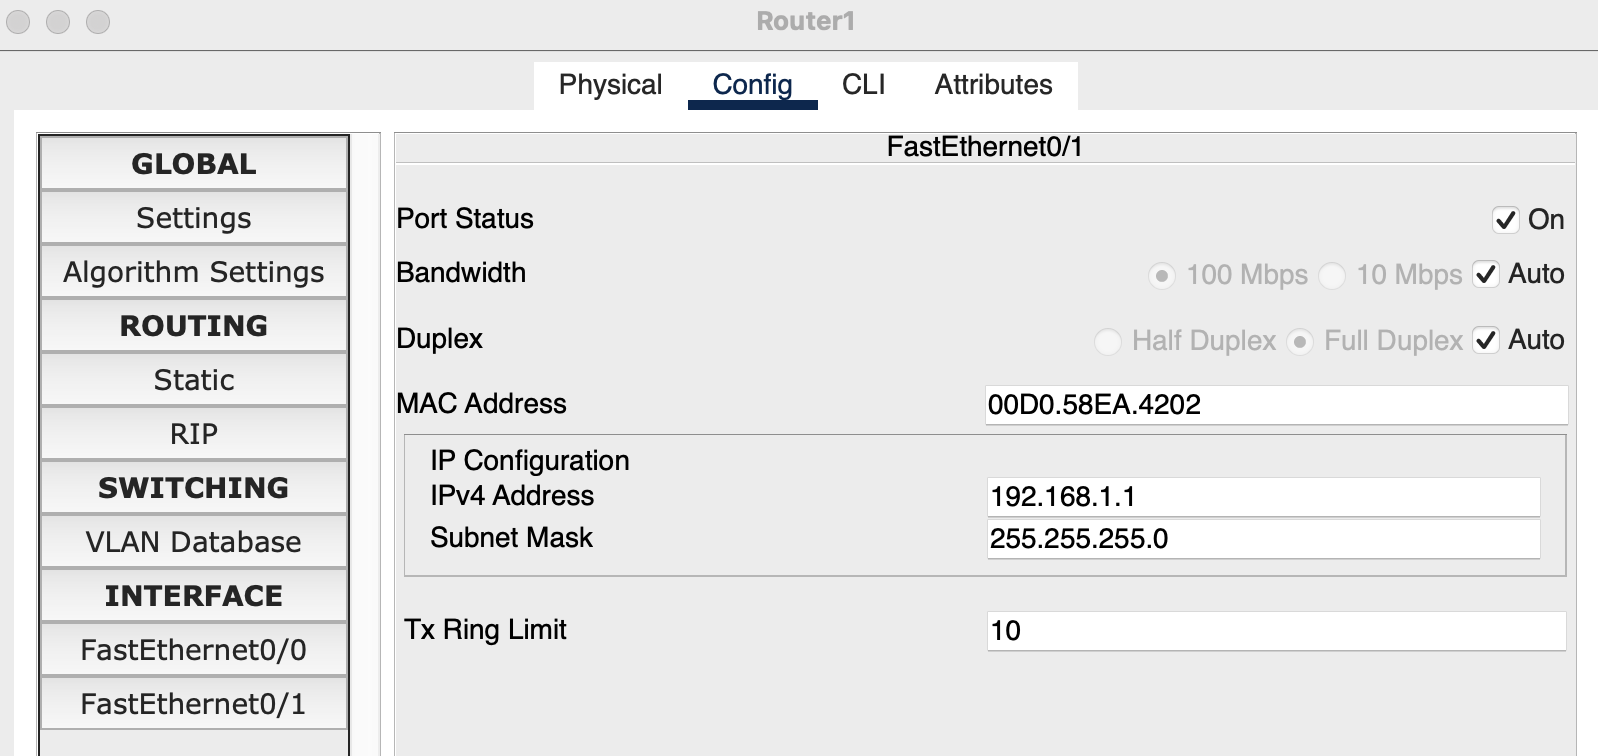 Router1
Physical Config CLI Attributes
GLOBAL
Settings
Algorithm Settings
ROUTING
Static
RIP
SWITCHING
VLAN Database
INTERFACE
FastEthernet0/0
FastEthernet0/1
FastEthernet0/1
Port Status On
Bandwidth 100 Mbps 10 Mbps Auto
Duplex Half Duplex Full Duplex Auto
MAC Address 00D0.58EA.4202
IP Configuration
IPv4 Address 192.168.1.1
Subnet Mask 255.255.255.0
Tx Ring Limit 10